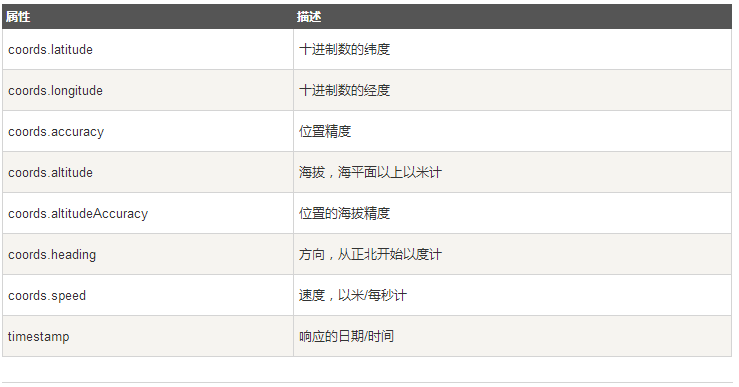 属性 描述
coords.latitude 十进制数的纬度
coords.longitude 十进制数的经度
coords.accuracy 位置精度
coords.altitude 海拔，海平面以上以米计
coords.altitudeAccuracy 位置的海拔精度
coords.heading 方向，从正北开始以度计
coords.speed 速度，以米/每秒计
timestamp 响应的日期/时间